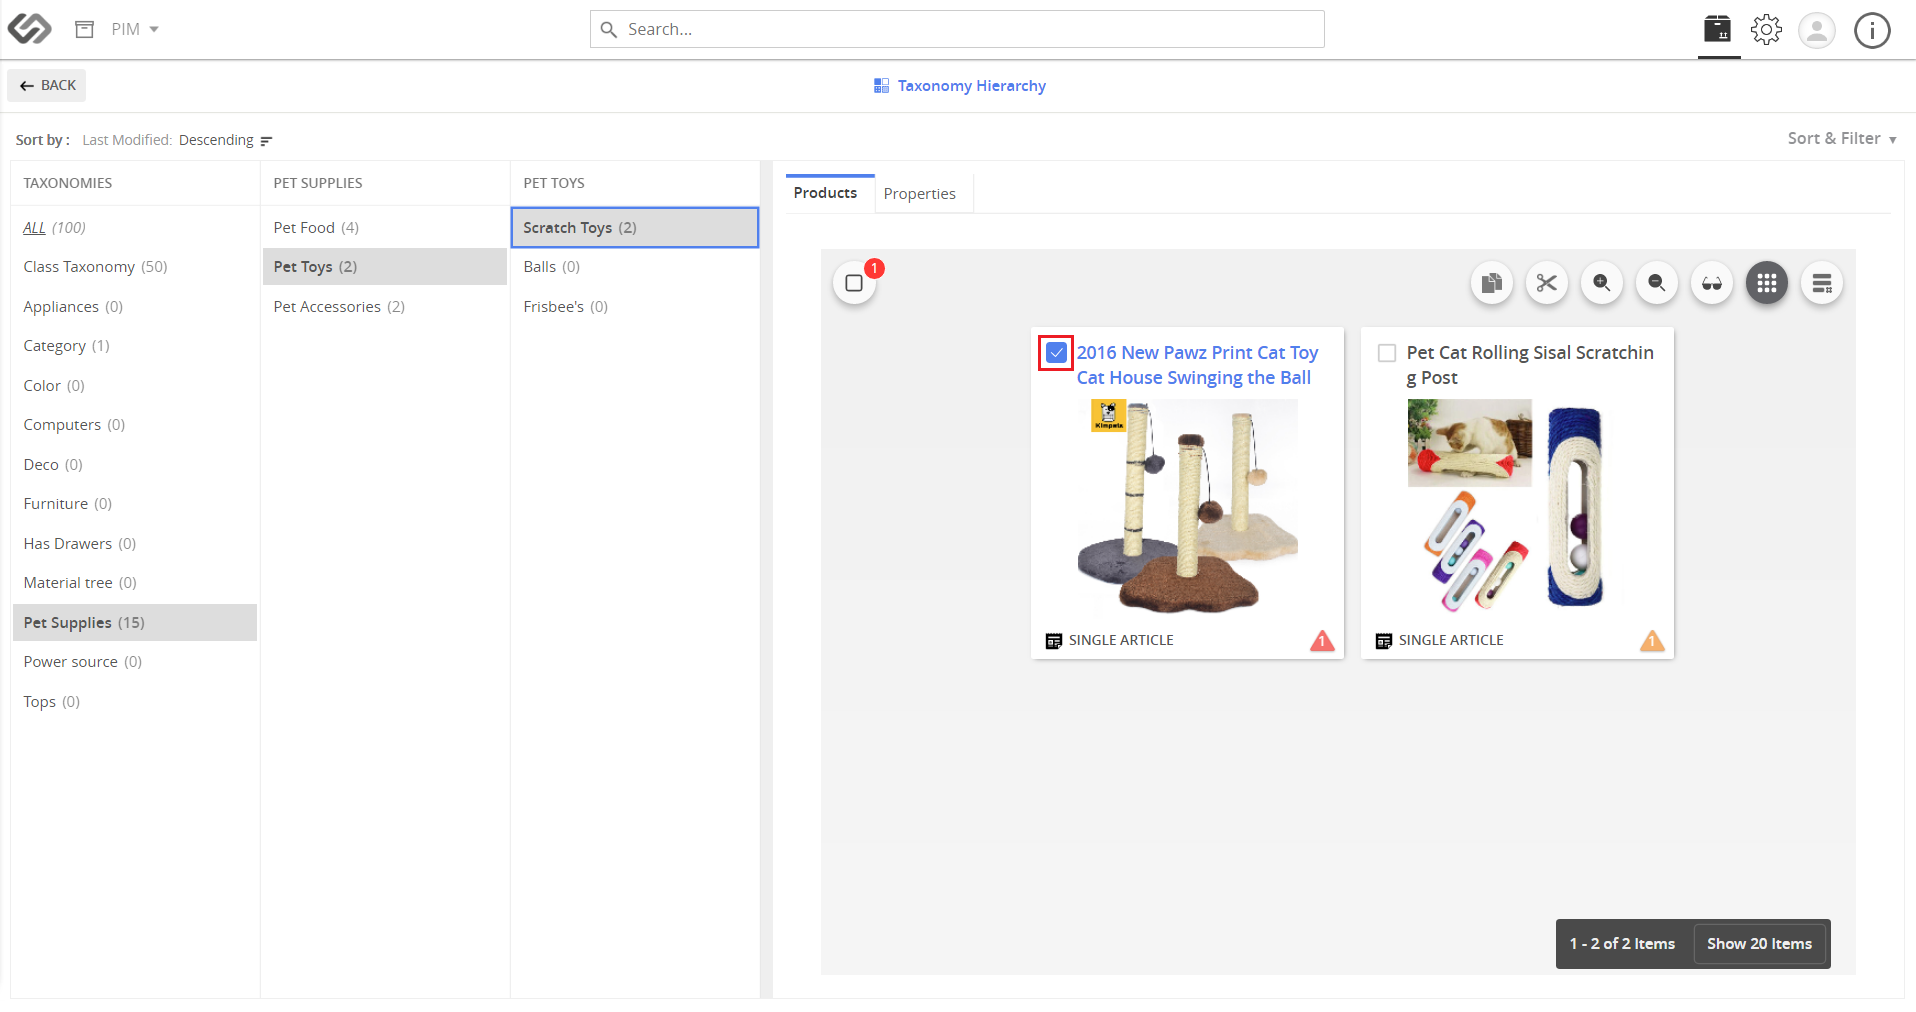 PIM
Search...
BACK
Taxonomy Hierarchy
Sort by : Last Modified: Descending
Sort & Filter
TAXONOMIES
ALL (100)
Class Taxonomy (50)
Appliances (0)
Category (1)
Color (0)
Computers (0)
Deco (0)
Furniture (0)
Has Drawers (0)
Material tree (0)
Pet Supplies (15)
Power source (0)
Tops (0)
PET SUPPLIES
Pet Food (4)
Pet Toys (2)
Pet Accessories (2)
PET TOYS
Scratch Toys (2)
Balls (0)
Frisbee's (0)
Products
Properties
1
2016 New Pawz Print Cat Toy
Cat House Swinging the Ball
Kimpets
SINGLE ARTICLE
1
Pet Cat Rolling Sisal Scratchin
g Post
SINGLE ARTICLE
1
1 - 2 of 2 Items
Show 20 Items